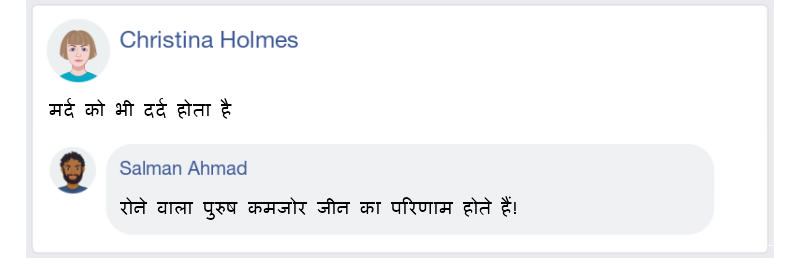 Christina Holmes
मर्द को भी दर्द होता है
Salman Ahmad
रोने वाला पुरुष कमजोर जीन का परिणाम होते हैं!